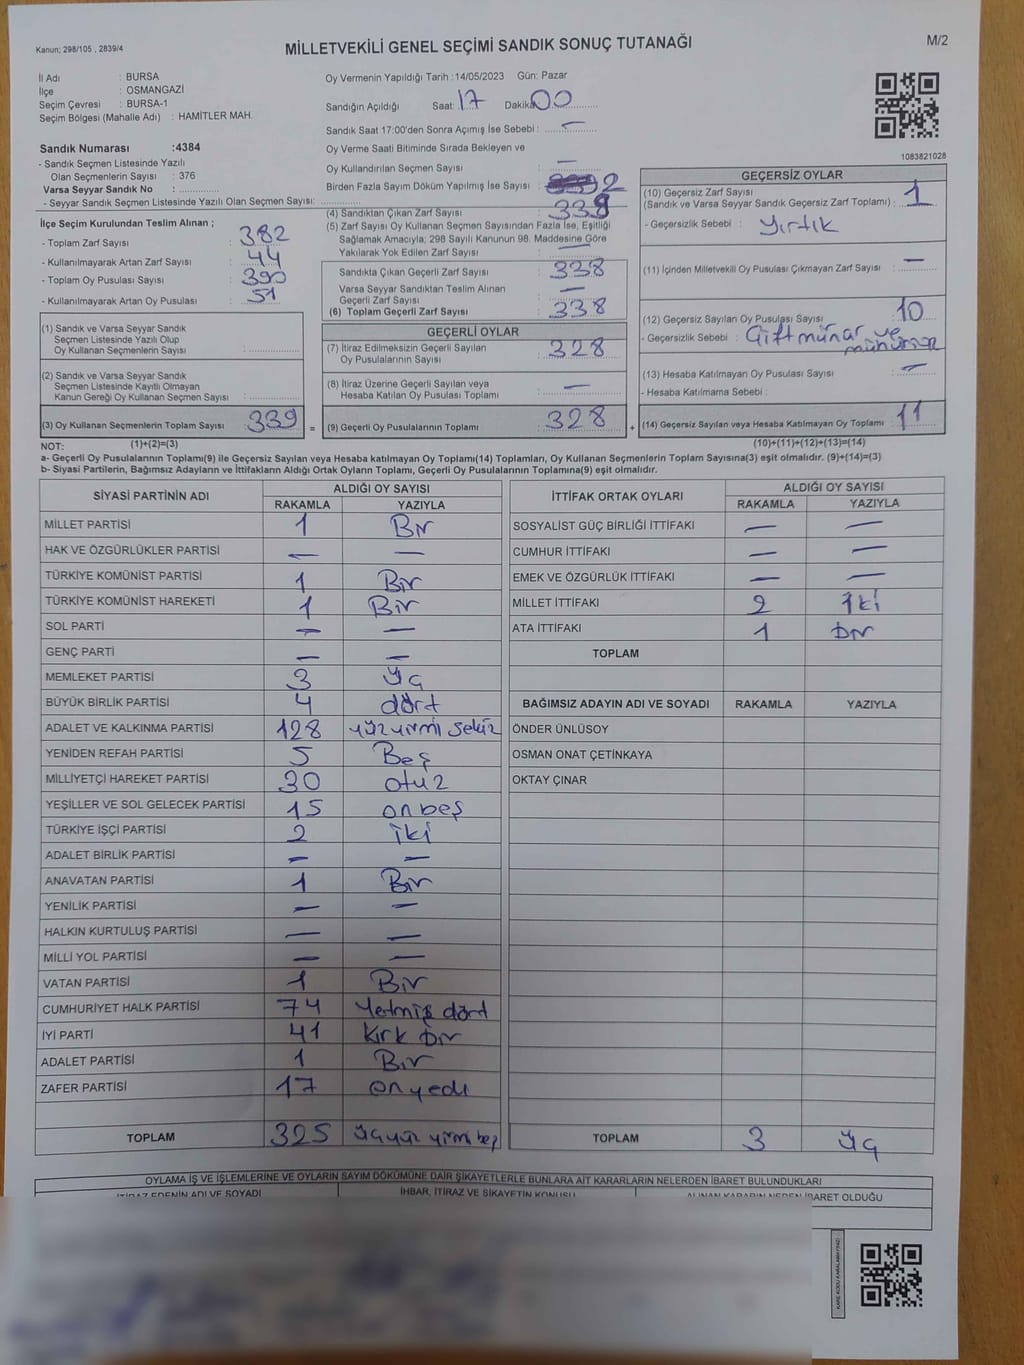 Kanun; 298/105 , 2839/4
MİLLETVEKİLİ GENEL SEÇİMİ SANDIK SONUÇ TUTANAĞI
M/2
İl Adı : BURSA
İlçe : OSMANGAZİ
Seçim Çevresi : BURSA-1
Seçim Bölgesi (Mahalle Adı) : HAMİTLER MAH.
Sandık Numarası :4384
- Sandık Seçmen Listesinde Yazılı
Olan Seçmenlerin Sayısı : 376
Varsa Seyyar Sandık No : ..............
- Seyyar Sandık Seçmen Listesinde Yazılı Olan Seçmen Sayısı: ..............
Oy Vermenin Yapıldığı Tarih :14/05/2023 Gün: Pazar
Sandığın Açıldığı Saat: 17 Dakika 00
Sandık Saat 17:00'den Sonra Açımış İse Sebebi : –
Oy Verme Saati Bitiminde Sırada Bekleyen ve
Oy Kullandırılan Seçmen Sayısı : –
Birden Fazla Sayım Döküm Yapılmış İse Sayısı : 2
(4) Sandıktan Çıkan Zarf Sayısı : 339
(5) Zarf Sayısı Oy Kullanan Seçmen Sayısından Fazla İse, Eşitliği
Sağlamak Amacıyla; 298 Sayılı Kanunun 98. Maddesine Göre
Yakılarak Yok Edilen Zarf Sayısı : –
Sandıkta Çıkan Geçerli Zarf Sayısı : 338
Varsa Seyyar Sandıktan Teslim Alınan
Geçerli Zarf Sayısı : –
(6) Toplam Geçerli Zarf Sayısı : 338
1083821028
İlçe Seçim Kurulundan Teslim Alınan ;
- Toplam Zarf Sayısı : 382
- Kullanılmayarak Artan Zarf Sayısı : 44
- Toplam Oy Pusulası Sayısı : 390
- Kullanılmayarak Artan Oy Pusulası : 51
(1) Sandık ve Varsa Seyyar Sandık
Seçmen Listesinde Yazılı Olup
Oy Kullanan Seçmenlerin Sayısı : ..............
(2) Sandık ve Varsa Seyyar Sandık
Seçmen Listesinde Kayıtlı Olmayan
Kanun Gereği Oy Kullanan Seçmen Sayısı : ..............
(3) Oy Kullanan Seçmenlerin Toplam Sayısı : 339
=
GEÇERLİ OYLAR
(7) İtiraz Edilmeksizin Geçerli Sayılan
Oy Pusulalarının Sayısı : 328
(8) İtiraz Üzerine Geçerli Sayılan veya
Hesaba Katılan Oy Pusulası Toplamı : –
(9) Geçerli Oy Pusulalarının Toplamı : 328
+
GEÇERSİZ OYLAR
(10) Geçersiz Zarf Sayısı
(Sandık ve Varsa Seyyar Sandık Geçersiz Zarf Toplamı) : 1
- Geçersizlik Sebebi : Yırtık
(11) İçinden Milletvekili Oy Pusulası Çıkmayan Zarf Sayısı : –
(12) Geçersiz Sayılan Oy Pusulası Sayısı : 10
- Geçersizlik Sebebi : Çift mühür ve
(13) Hesaba Katılmayan Oy Pusulası Sayısı : –
- Hesaba Katılmama Sebebi :
(14) Geçersiz Sayılan veya Hesaba Katılmayan Oy Toplamı : 11
NOT: (1)+(2)=(3)
(10)+(11)+(12)+(13)=(14)
a- Geçerli Oy Pusulalarının Toplamı(9) ile Geçersiz Sayılan veya Hesaba katılmayan Oy Toplamı(14) Toplamları, Oy Kullanan Seçmenlerin Toplam Sayısına(3) eşit olmalıdır. (9)+(14)=(3)
b- Siyasi Partilerin, Bağımsız Adayların ve İttifakların Aldığı Ortak Oyların Toplamı, Geçerli Oy Pusulalarının Toplamına(9) eşit olmalıdır.
SİYASİ PARTİNİN ADI ALDIĞI OY SAYISI
RAKAMLA YAZIYLA
MİLLET PARTİSİ 1 Bir
HAK VE ÖZGÜRLÜKLER PARTİSİ – –
TÜRKİYE KOMÜNİST PARTİSİ 1 Bir
TÜRKİYE KOMÜNİST HAREKETİ 1 Bir
SOL PARTİ – –
GENÇ PARTİ – –
MEMLEKET PARTİSİ 3 üç
BÜYÜK BİRLİK PARTİSİ 4 dört
ADALET VE KALKINMA PARTİSİ 128 yüzyirmi sekiz
YENİDEN REFAH PARTİSİ 5 Beş
MİLLİYETÇİ HAREKET PARTİSİ 30 otuz
YEŞİLLER VE SOL GELECEK PARTİSİ 15 onbeş
TÜRKİYE İŞÇİ PARTİSİ 2 iki
ADALET BİRLİK PARTİSİ – –
ANAVATAN PARTİSİ 1 Bir
YENİLİK PARTİSİ – –
HALKIN KURTULUŞ PARTİSİ – –
MİLLİ YOL PARTİSİ – –
VATAN PARTİSİ 1 Bir
CUMHURİYET HALK PARTİSİ 74 Yetmiş dört
İYİ PARTİ 41 Kırk bir
ADALET PARTİSİ 1 Bir
ZAFER PARTİSİ 17 onyedi
TOPLAM 325 üçyüz yirmi beş
İTTİFAK ORTAK OYLARI ALDIĞI OY SAYISI
RAKAMLA YAZIYLA
SOSYALİST GÜÇ BİRLİĞİ İTTİFAKI – –
CUMHUR İTTİFAKI – –
EMEK VE ÖZGÜRLÜK İTTİFAKI – –
MİLLET İTTİFAKI 2 İki
ATA İTTİFAKI 1 bir
TOPLAM
BAĞIMSIZ ADAYIN ADI VE SOYADI RAKAMLA YAZIYLA
ÖNDER ÜNLÜSOY
OSMAN ONAT ÇETİNKAYA
OKTAY ÇINAR
TOPLAM 3 üç
OYLAMA İŞ VE İŞLEMLERİNE VE OYLARIN SAYIM DÖKÜMÜNE DAİR ŞİKAYETLERLE BUNLARA AİT KARARLARIN NELERDEN İBARET BULUNDUKLARI
İTİRAZ EDENİN ADI VE SOYADI İHBAR, İTİRAZ VE ŞİKAYETİN KONUSU ALINAN KARARIN NEDEN İBARET OLDUĞU